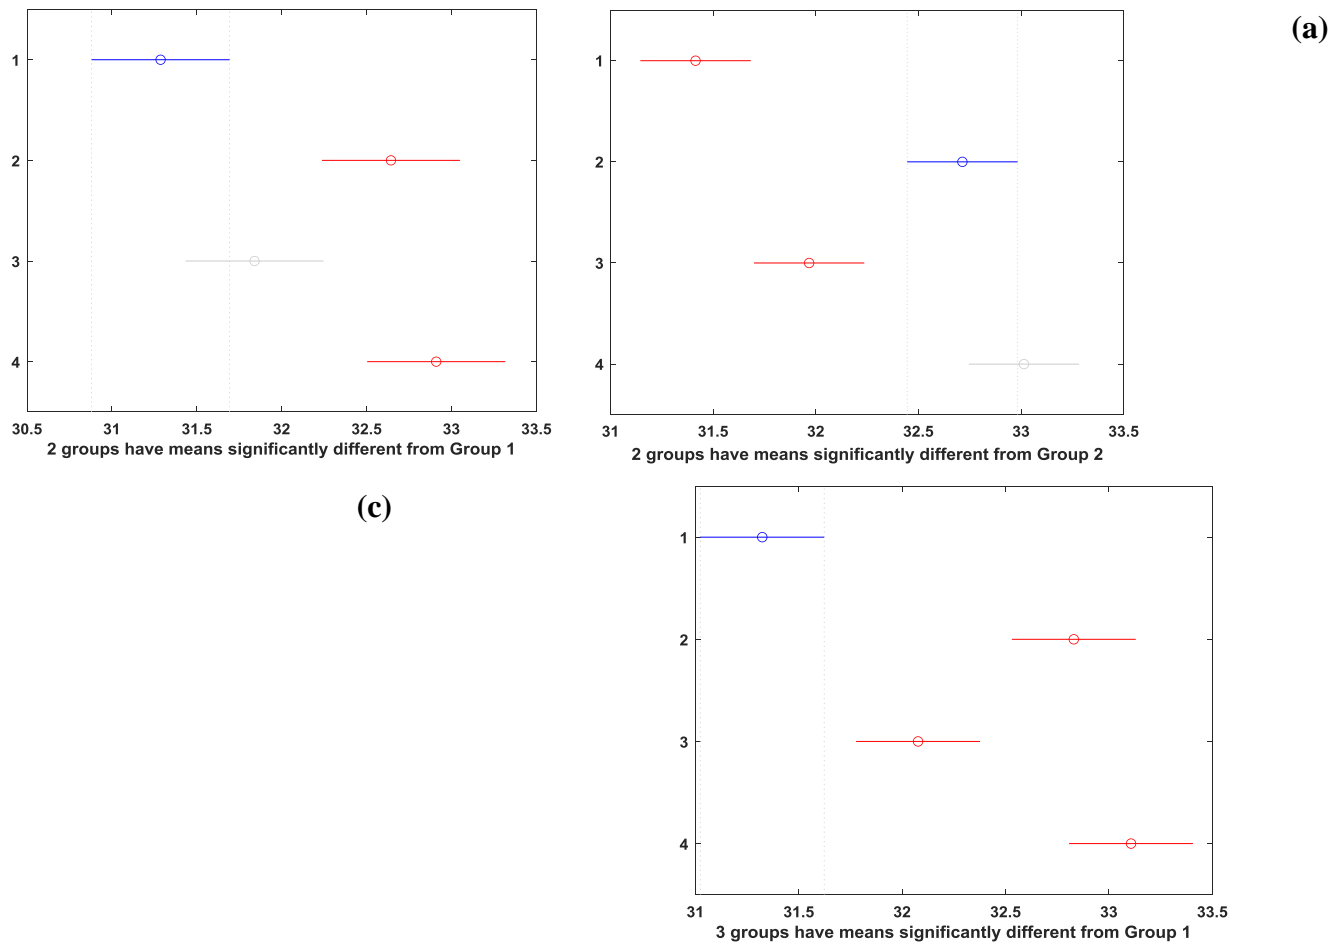 1
2
3
4
30.5 31 31.5 32 32.5 33 33.5
2 groups have means significantly different from Group 1
(a)
1
2
3
4
31 31.5 32 32.5 33 33.5
2 groups have means significantly different from Group 2
(c)
1
2
3
4
31 31.5 32 32.5 33 33.5
3 groups have means significantly different from Group 1